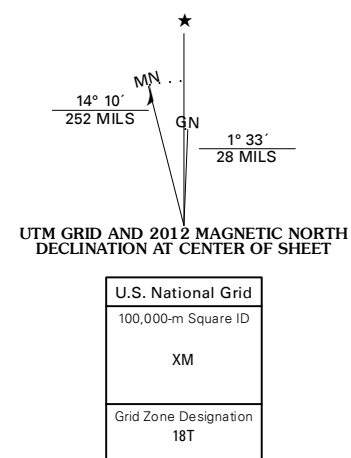 ★
MN
14° 10´
252 MILS
GN
1° 33´
28 MILS
UTM GRID AND 2012 MAGNETIC NORTH
DECLINATION AT CENTER OF SHEET
U.S. National Grid
100,000-m Square ID
XM
Grid Zone Designation
18T